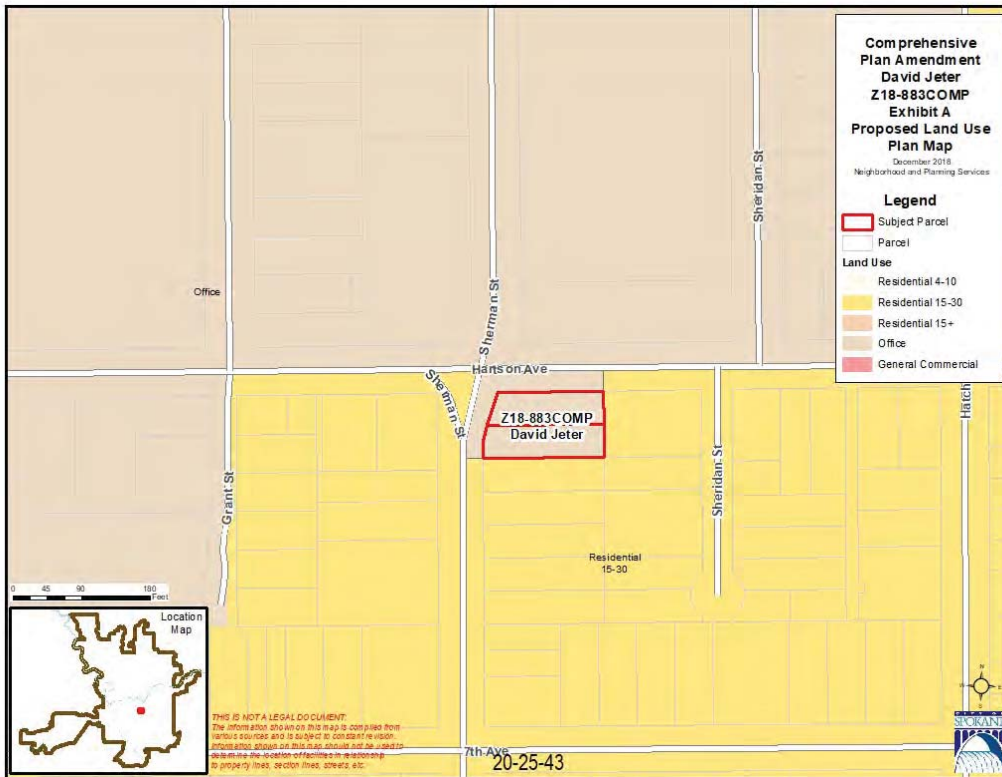 Comprehensive
Plan Amendment
David Jeter
Z18-883COMP
Exhibit A
Proposed Land Use
Plan Map
December 2018
Neighborhood and Planning Services
Legend
Subject Parcel
Parcel
Land Use
Residential 4-10
Residential 15-30
Residential 15+
Office
General Commercial
Sheridan St
Sherman St
Office
Hartson Ave
Sherman St
Z18-883COMP
David Jeter
Grant St
Sheridan St
Hatch
Residential
15-30
0 45 90 180
Feet
Location
Map
THIS IS NOT A LEGAL DOCUMENT:
The information shown on this map is compiled from
various sources and is subject to constant revision.
Information shown on this map should not be used to
determine the location of facilities in relationship
to property lines, section lines, streets, etc.
7th Ave
20-25-43
N
W E
S
SPOKANE